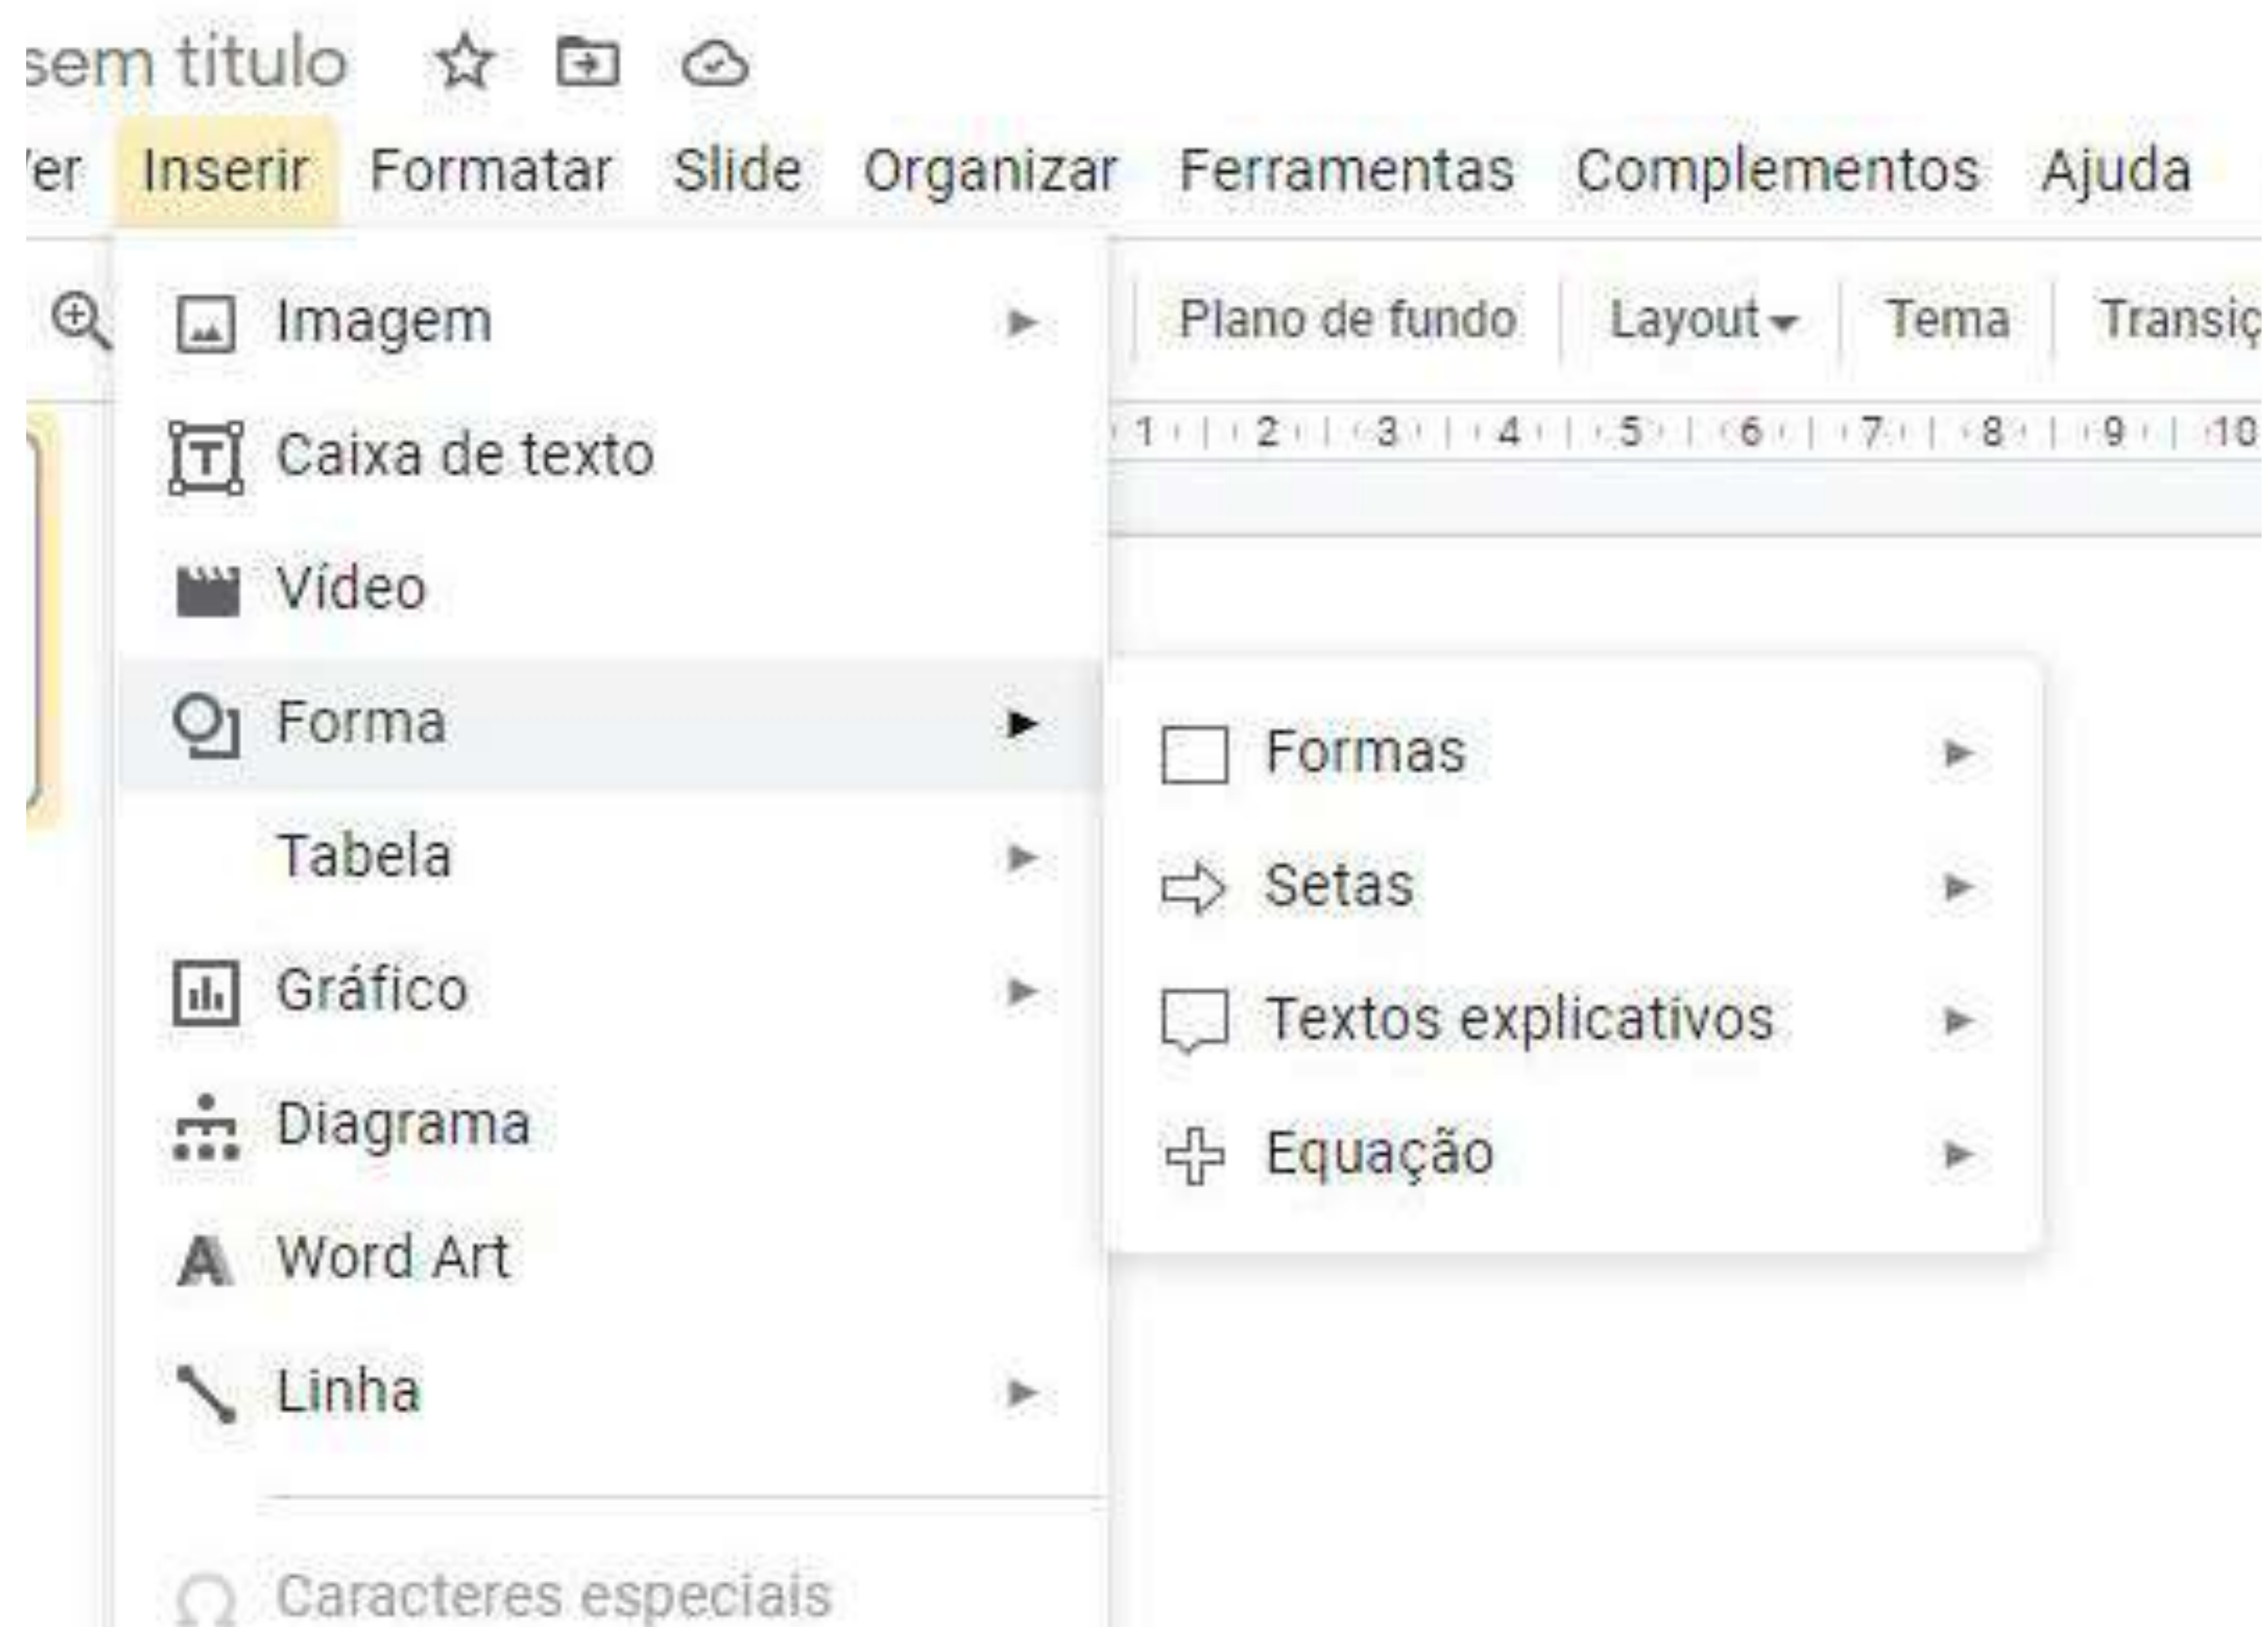 sem titulo
er Inserir Formatar Slide Organizar Ferramentas Complementos Ajuda
Plano de fundo Layout Tema Transiç
1 2 3 4 5 6 7 8 9 10
Imagem
Caixa de texto
Vídeo
Forma
Tabela
Gráfico
Diagrama
Word Art
Linha
Caracteres especiais
Formas
Setas
Textos explicativos
Equação